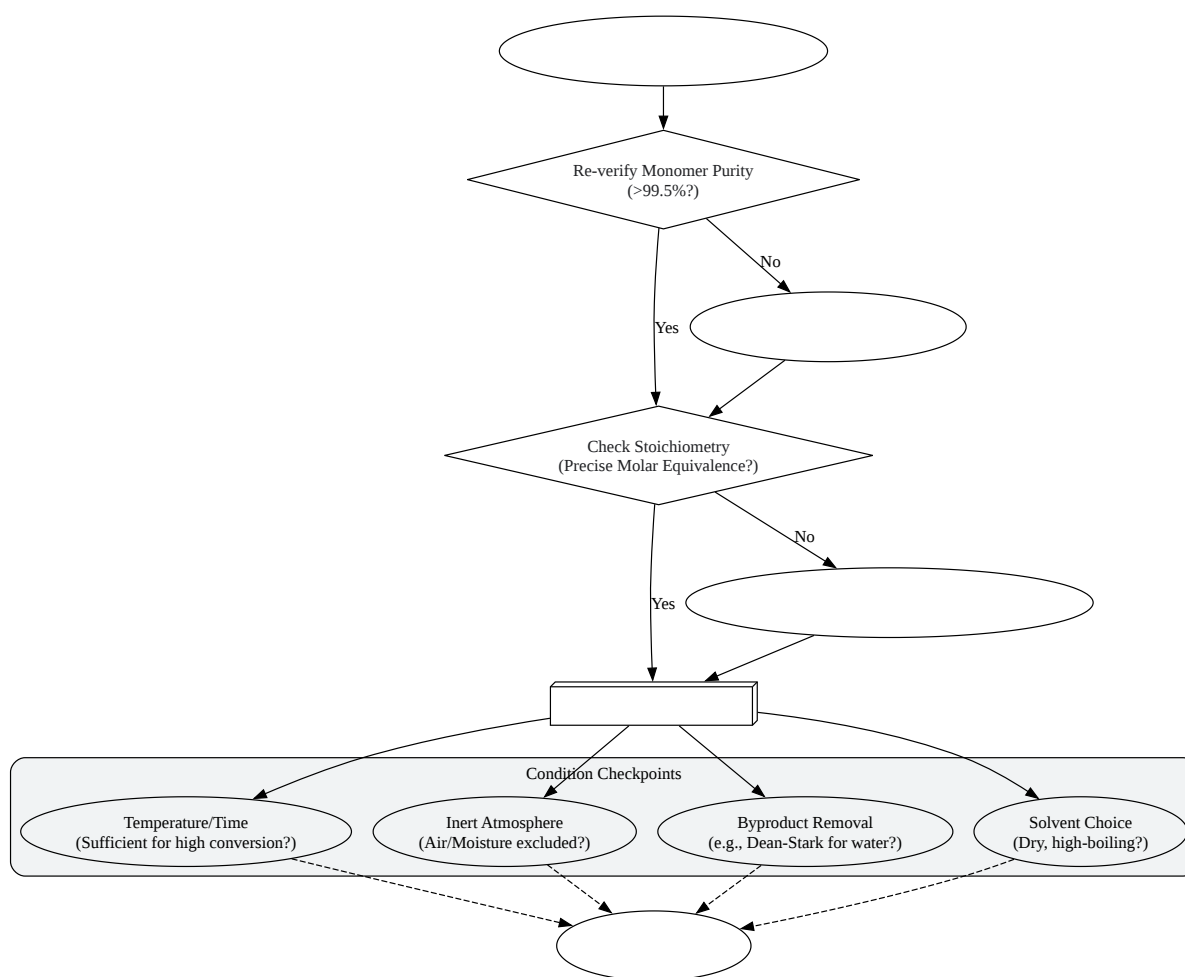 Re-verify Monomer Purity
(>99.5%?)
No
Yes
Check Stoichiometry
(Precise Molar Equivalence?)
No
Yes
Condition Checkpoints
Temperature/Time
(Sufficient for high conversion?)
Inert Atmosphere
(Air/Moisture excluded?)
Byproduct Removal
(e.g., Dean-Stark for water?)
Solvent Choice
(Dry, high-boiling?)